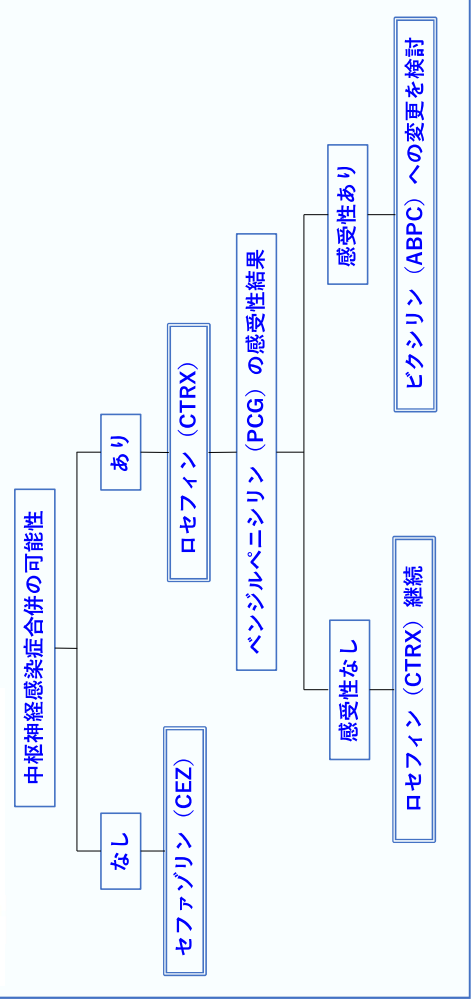 中枢神経感染症合併の可能性
なし
あり
セファゾリン（CEZ）
ロセフィン（CTRX）
ベンジルペニシリン（PCG）の感受性結果
感受性なし
感受性あり
ロセフィン（CTRX）継続
ビクシリン（ABPC）への変更を検討